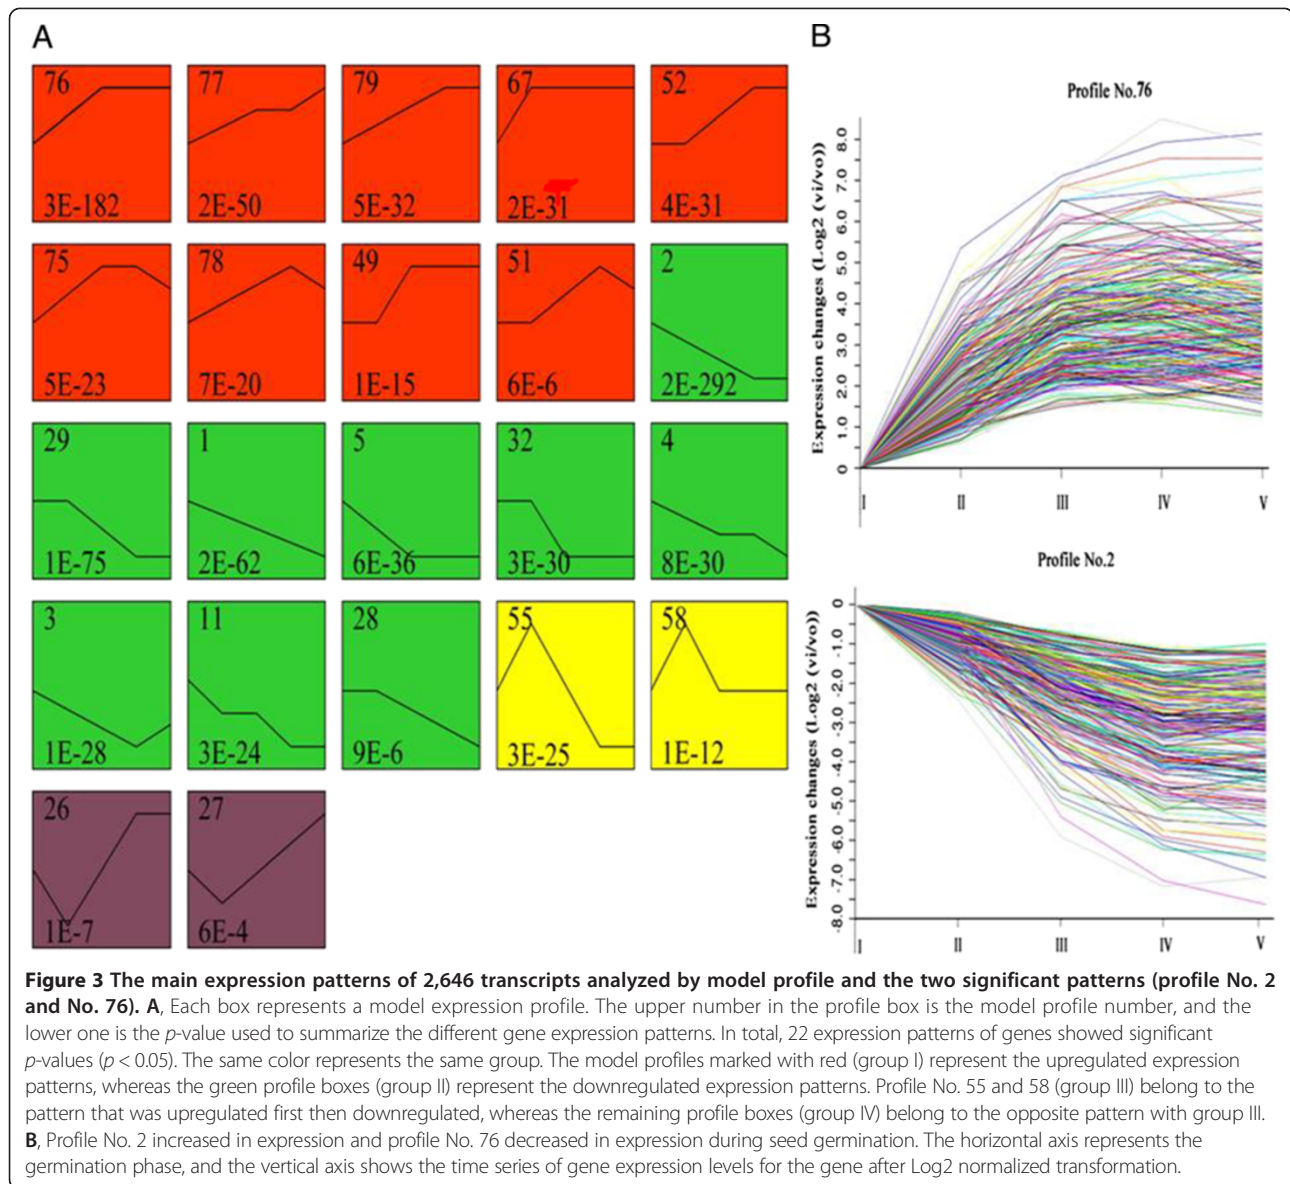 A
B
76
77
79
67
52
3E-182
2E-50
5E-32
2E-31
4E-31
75
78
49
51
2
5E-23
7E-20
1E-15
6E-6
2E-292
29
1
5
32
4
1E-75
2E-62
6E-36
3E-30
8E-30
3
11
28
55
58
1E-28
3E-24
9E-6
3E-25
1E-12
26
27
1E-7
6E-4
Profile No.76
Expression changes (Log2 (vi/vo))
8.0
7.0
6.0
5.0
4.0
3.0
2.0
1.0
0
I
II
III
IV
V
Profile No.2
Expression changes (Log2 (vi/vo))
0
-1.0
-2.0
-3.0
-4.0
-5.0
-6.0
-7.0
-8.0
I
II
III
IV
V
Figure 3 The main expression patterns of 2,646 transcripts analyzed by model profile and the two significant patterns (profile No. 2
and No. 76). A, Each box represents a model expression profile. The upper number in the profile box is the model profile number, and the
lower one is the p-value used to summarize the different gene expression patterns. In total, 22 expression patterns of genes showed significant
p-values (p < 0.05). The same color represents the same group. The model profiles marked with red (group I) represent the upregulated expression
patterns, whereas the green profile boxes (group II) represent the downregulated expression patterns. Profile No. 55 and 58 (group III) belong to the
pattern that was upregulated first then downregulated, whereas the remaining profile boxes (group IV) belong to the opposite pattern with group III.
B, Profile No. 2 increased in expression and profile No. 76 decreased in expression during seed germination. The horizontal axis represents the
germination phase, and the vertical axis shows the time series of gene expression levels for the gene after Log2 normalized transformation.